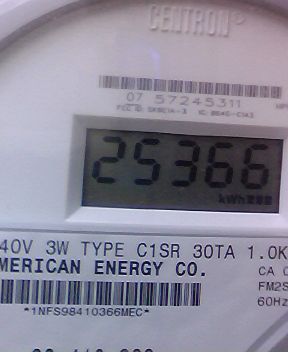 CENTRON®
07 57245311
25366
kWh
40V 3W TYPE C1SR 30TA 1.0K
MERICAN ENERGY CO.
CA 0
FM2S
60Hz
*1NFS98410366MEC*